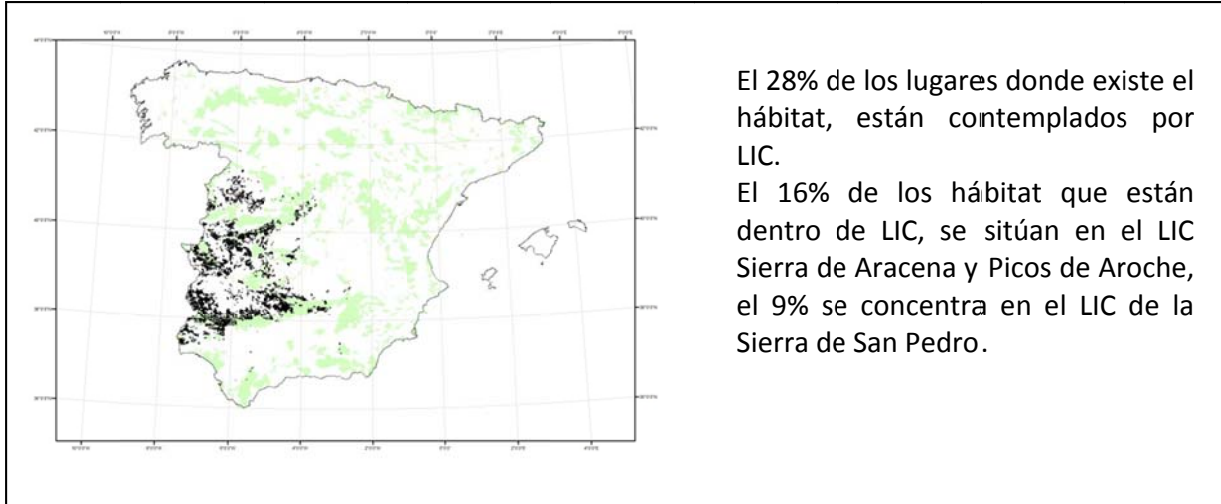 El 28% de los lugares donde existe el
hábitat, están contemplados por
LIC.
El 16% de los hábitat que están
dentro de LIC, se sitúan en el LIC
Sierra de Aracena y Picos de Aroche,
el 9% se concentra en el LIC de la
Sierra de San Pedro.